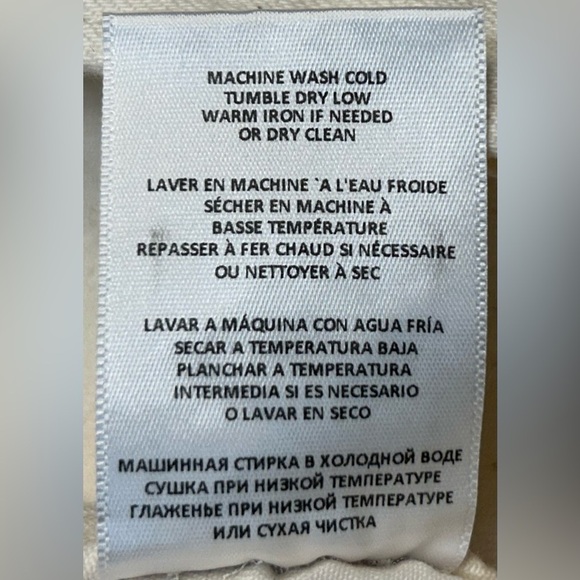 MACHINE WASH COLD
TUMBLE DRY LOW
WARM IRON IF NEEDED
OR DRY CLEAN
LAVER EN MACHINE `A L'EAU FROIDE
SÉCHER EN MACHINE À
BASSE TEMPÉRATURE
REPASSER À FER CHAUD SI NÉCESSAIRE
OU NETTOYER À SEC
LAVAR A MÁQUINA CON AGUA FRÍA
SECAR A TEMPERATURA BAJA
PLANCHAR A TEMPERATURA
INTERMEDIA SI ES NECESARIO
O LAVAR EN SECO
МАШИННАЯ СТИРКА В ХОЛОДНОЙ ВОДЕ
СУШКА ПРИ НИЗКОЙ ТЕМПЕРАТУРЕ
ГЛАЖЕНЬЕ ПРИ НИЗКОЙ ТЕМПЕРАТУРЕ
ИЛИ СУХАЯ ЧИСТКА